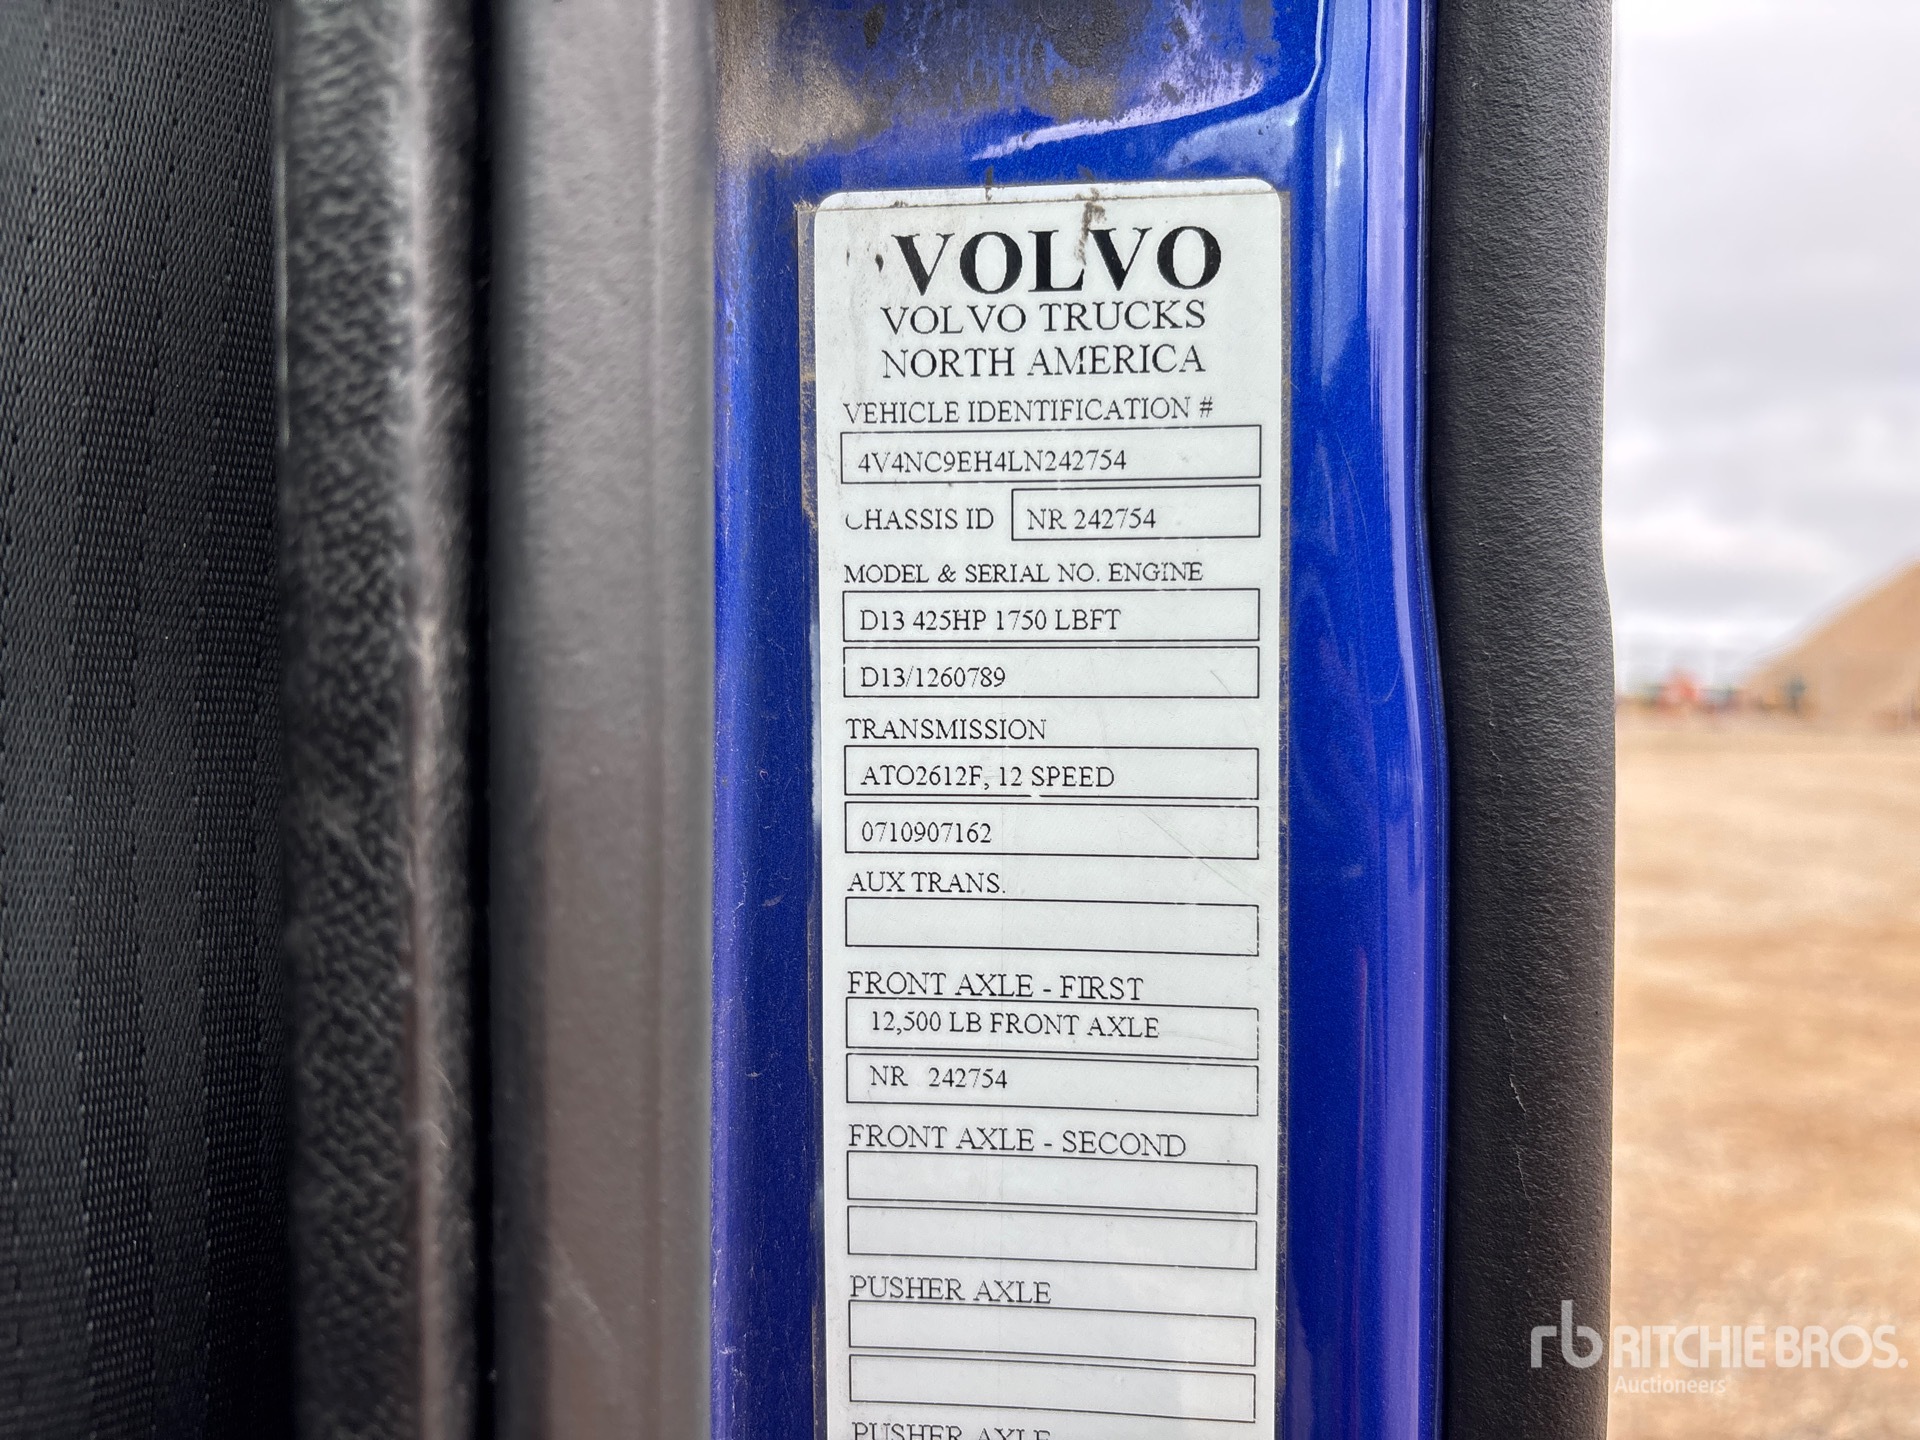 VOLVO
VOLVO TRUCKS
NORTH AMERICA
VEHICLE IDENTIFICATION #
4V4NC9EH4LN242754
CHASSIS ID NR 242754
MODEL & SERIAL NO. ENGINE
D13 425HP 1750 LBFT
D13/1260789
TRANSMISSION
ATO2612F, 12 SPEED
0710907162
AUX TRANS.
FRONT AXLE - FIRST
12,500 LB FRONT AXLE
NR 242754
FRONT AXLE - SECOND
PUSHER AXLE
PUSHER AXLE
rb RITCHIE BROS.
Auctioneers